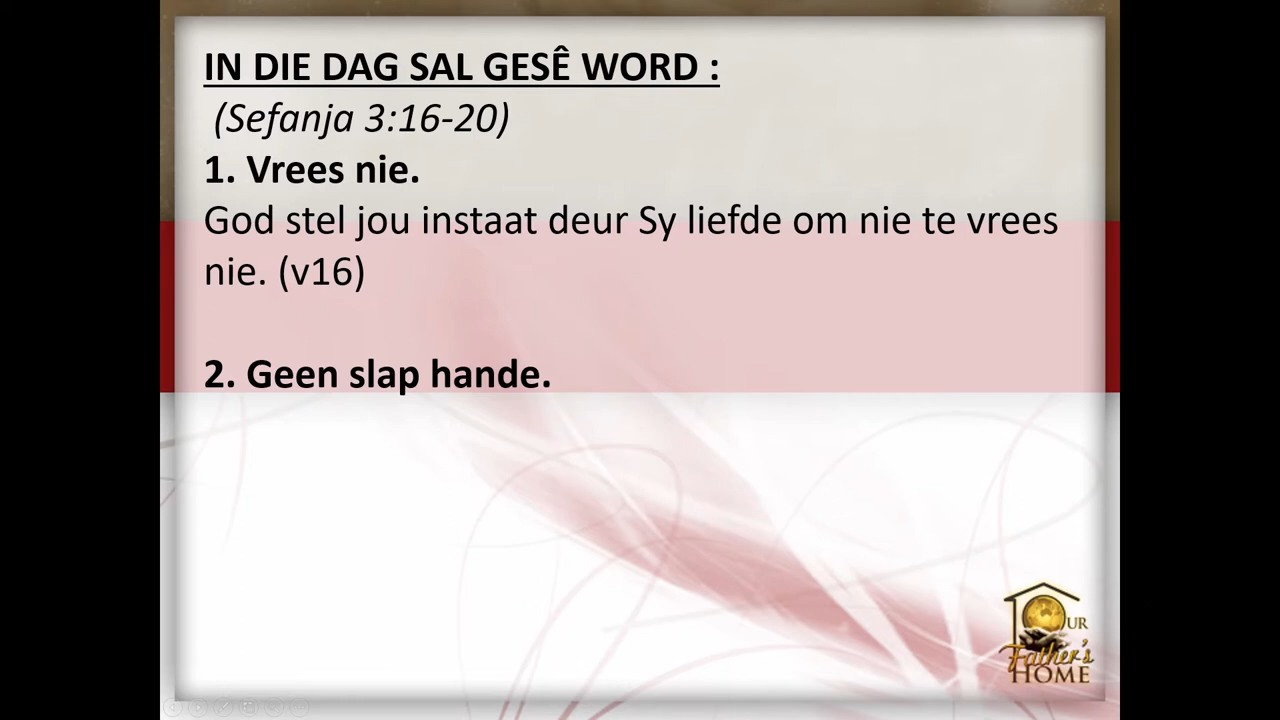 IN DIE DAG SAL GESÊ WORD :
(Sefanja 3:16-20)
1. Vrees nie.
God stel jou instaat deur Sy liefde om nie te vrees
nie. (v16)
2. Geen slap hande.
OUR
Father's
HOME